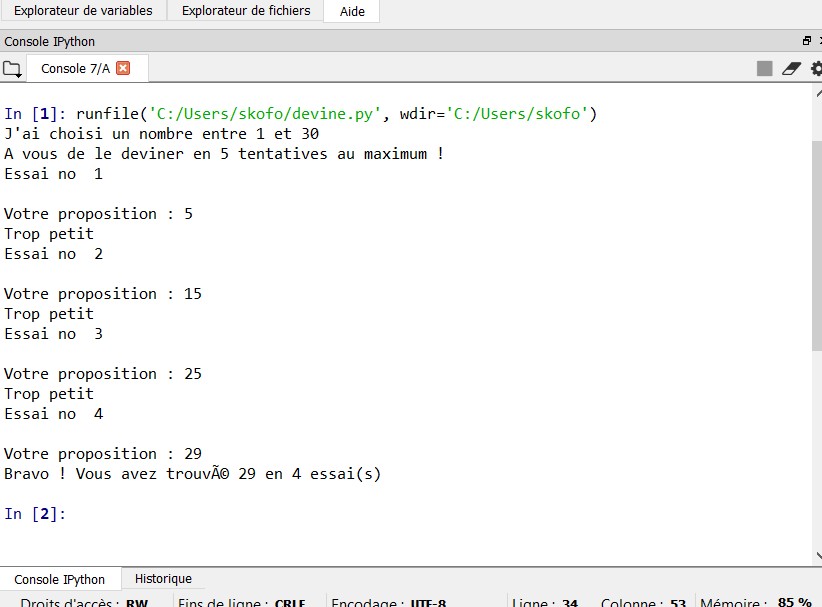 Explorateur de variables Explorateur de fichiers Aide
Console IPython
Console 7/A
In [1]: runfile('C:/Users/skofo/devine.py', wdir='C:/Users/skofo')
J'ai choisi un nombre entre 1 et 30
A vous de le deviner en 5 tentatives au maximum !
Essai no 1
Votre proposition : 5
Trop petit
Essai no 2
Votre proposition : 15
Trop petit
Essai no 3
Votre proposition : 25
Trop petit
Essai no 4
Votre proposition : 29
Bravo ! Vous avez trouvÃ© 29 en 4 essai(s)
In [2]:
Console IPython Historique
Droits d'accès : RW Fins de ligne : CRLF Encodage : UTF-8 Ligne : 34 Colonne : 53 Mémoire : 85 %